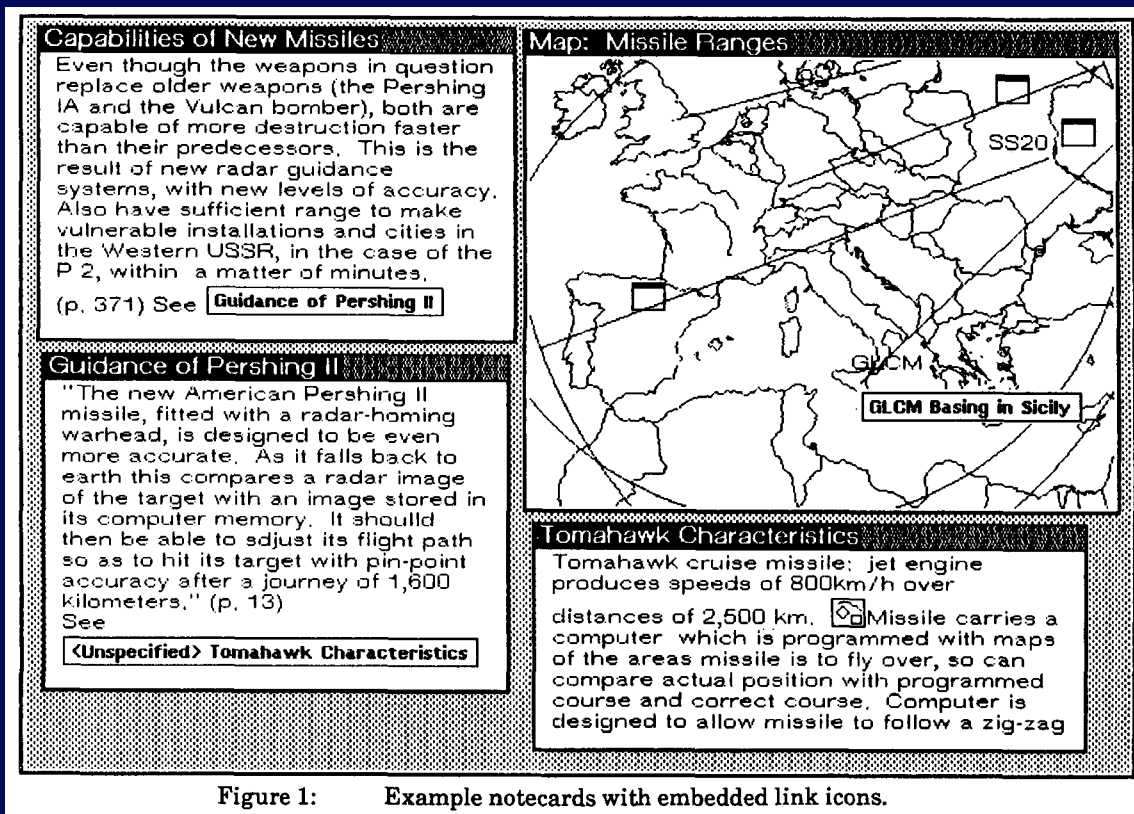 Capabilities of New Missiles
Even though the weapons in question
replace older weapons (the Pershing
IA and the Vulcan bomber), both are
capable of more destruction faster
than their predecessors. This is the
result of new radar guidance
systems, with new levels of accuracy.
Also have sufficient range to make
vulnerable installations and cities in
the Western USSR, in the case of the
P 2, within a matter of minutes.
(p. 371) See Guidance of Pershing II
Guidance of Pershing II
"The new American Pershing II
missile, fitted with a radar-homing
warhead, is designed to be even
more accurate. As it falls back to
earth this compares a radar image
of the target with an image stored in
its computer memory. It shoulld
then be able to sdjust its flight path
so as to hit its target with pin-point
accuracy after a journey of 1,600
kilometers." (p. 13)
See
<Unspecified> Tomahawk Characteristics
Map: Missile Ranges
SS20
GLCM
GLCM Basing in Sicily
Tomahawk Characteristics
Tomahawk cruise missile: jet engine
produces speeds of 800km/h over
distances of 2,500 km. Missile carries a
computer which is programmed with maps
of the areas missile is to fly over, so can
compare actual position with programmed
course and correct course. Computer is
designed to allow missile to follow a zig-zag
Figure 1: Example notecards with embedded link icons.